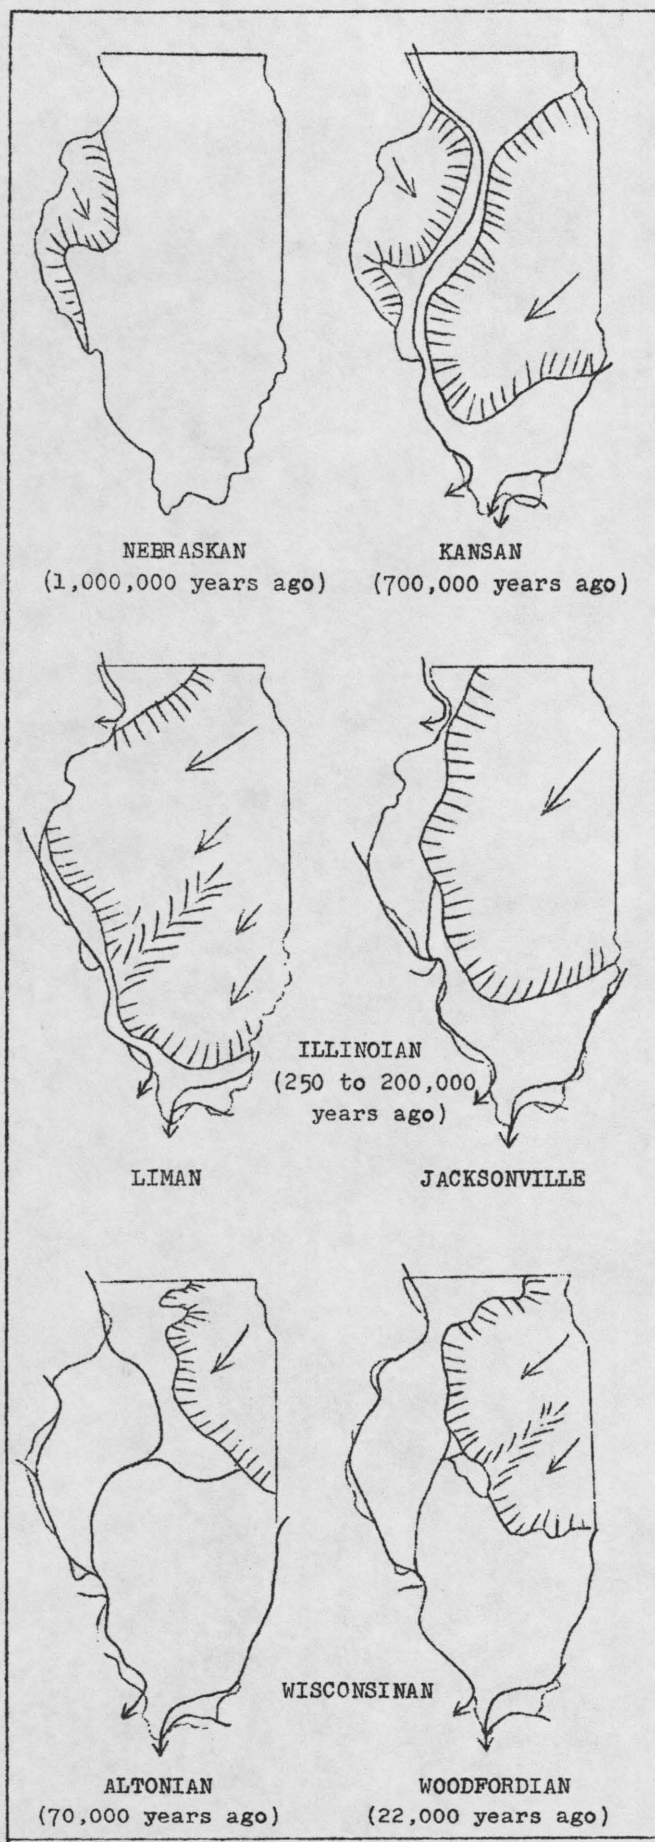 NEBRASKAN
(1,000,000 years ago)
KANSAN
(700,000 years ago)
ILLINOIAN
(250 to 200,000
years ago)
LIMAN
JACKSONVILLE
WISCONSINAN
ALTONIAN
(70,000 years ago)
WOODFORDIAN
(22,000 years ago)